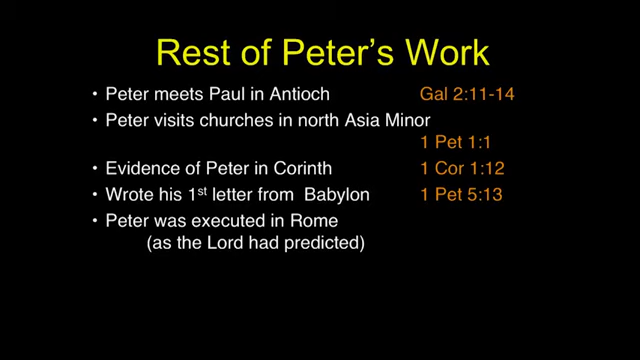 Rest of Peter's Work
• Peter meets Paul in Antioch Gal 2:11-14
• Peter visits churches in north Asia Minor
1 Pet 1:1
• Evidence of Peter in Corinth 1 Cor 1:12
• Wrote his 1st letter from Babylon 1 Pet 5:13
• Peter was executed in Rome
(as the Lord had predicted)